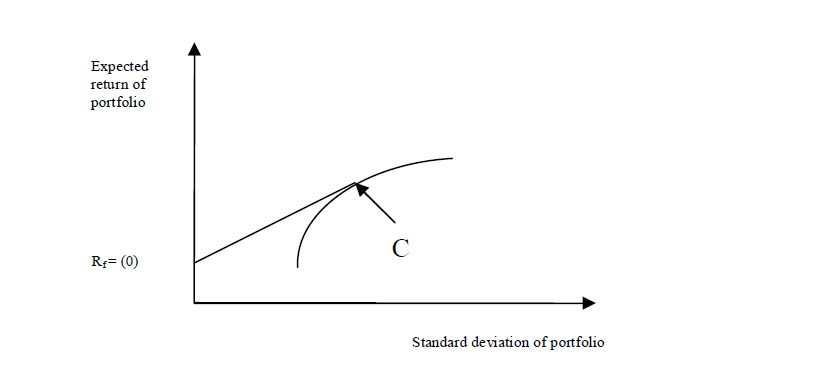 Expected
return of
portfolio
C
Rf= (0)
Standard deviation of portfolio